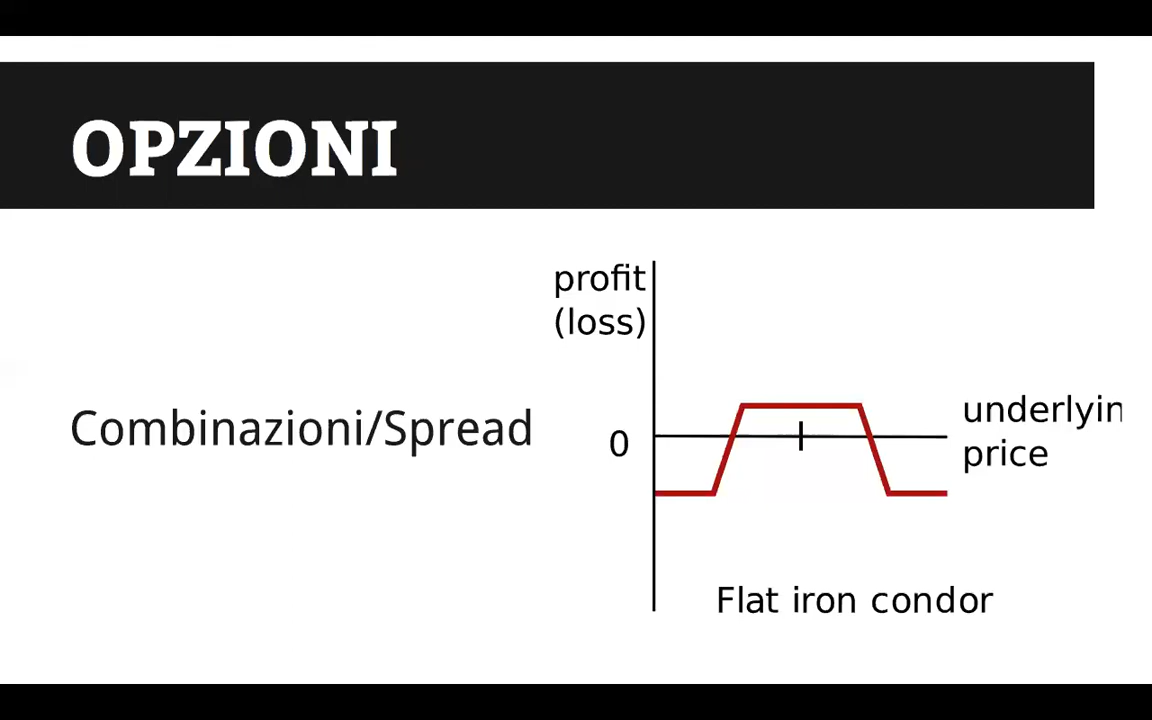 OPZIONI
Combinazioni/Spread
profit
(loss)
0
underlyin
price
Flat iron condor